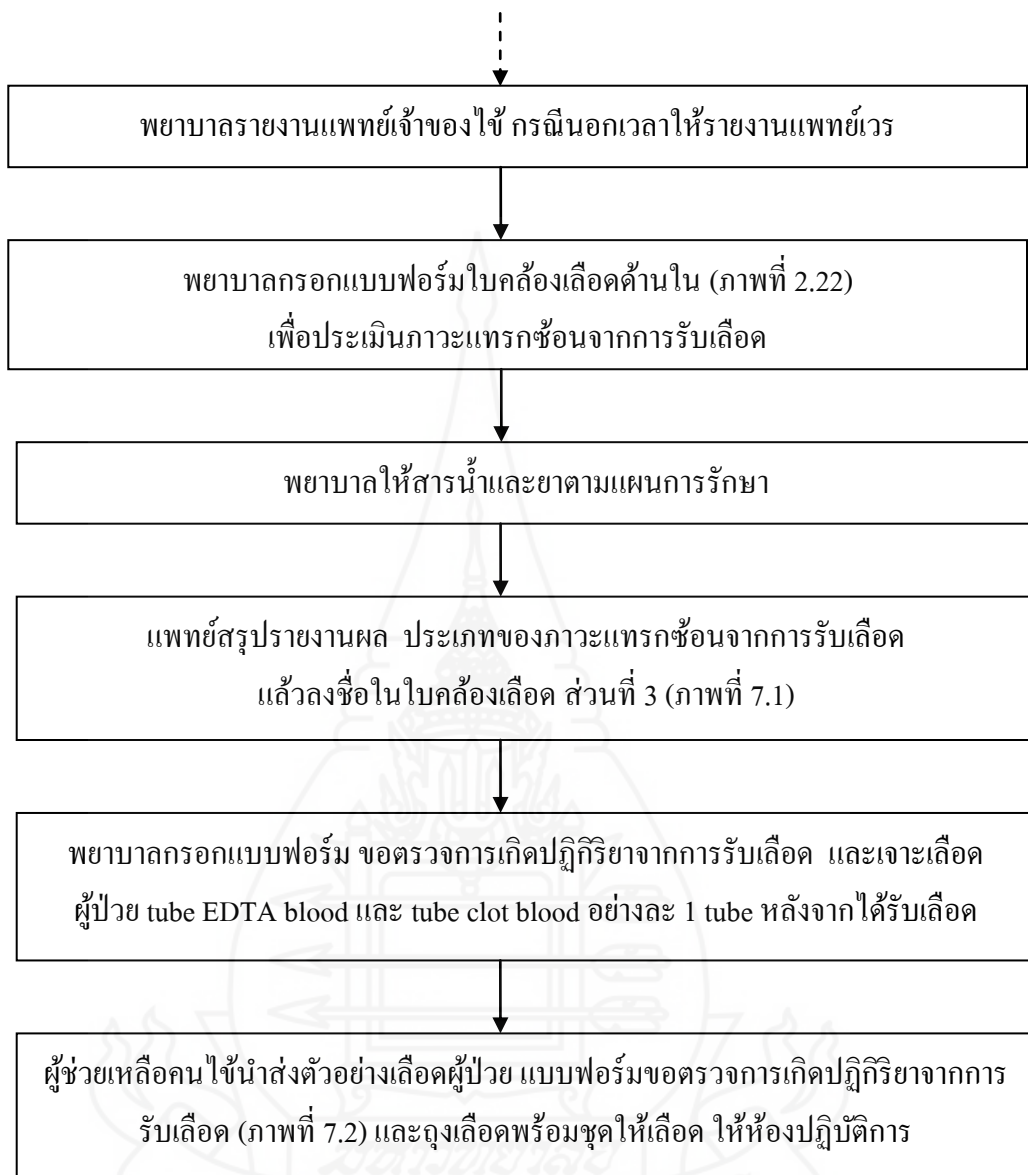 พยาบาลรายงานแพทย์เจ้าของไข้ กรณีนอกเวลาให้รายงานแพทย์เวร
พยาบาลกรอกแบบฟอร์มใบคล้องเลือดด้านใน (ภาพที่ 2.22)
เพื่อประเมินภาวะแทรกซ้อนจากการรับเลือด
พยาบาลให้สารน้ำและยาตามแผนการรักษา
แพทย์สรุปรายงานผล ประเภทของภาวะแทรกซ้อนจากการรับเลือด
แล้วลงชื่อในใบคล้องเลือด ส่วนที่ 3 (ภาพที่ 7.1)
พยาบาลกรอกแบบฟอร์ม ขอตรวจการเกิดปฏิกิริยาจากการรับเลือด และเจาะเลือด
ผู้ป่วย tube EDTA blood และ tube clot blood อย่างละ 1 tube หลังจากได้รับเลือด
ผู้ช่วยเหลือคนไข้นำส่งตัวอย่างเลือดผู้ป่วย แบบฟอร์มขอตรวจการเกิดปฏิกิริยาจากการ
รับเลือด (ภาพที่ 7.2) และถุงเลือดพร้อมชุดให้เลือด ให้ห้องปฏิบัติการ